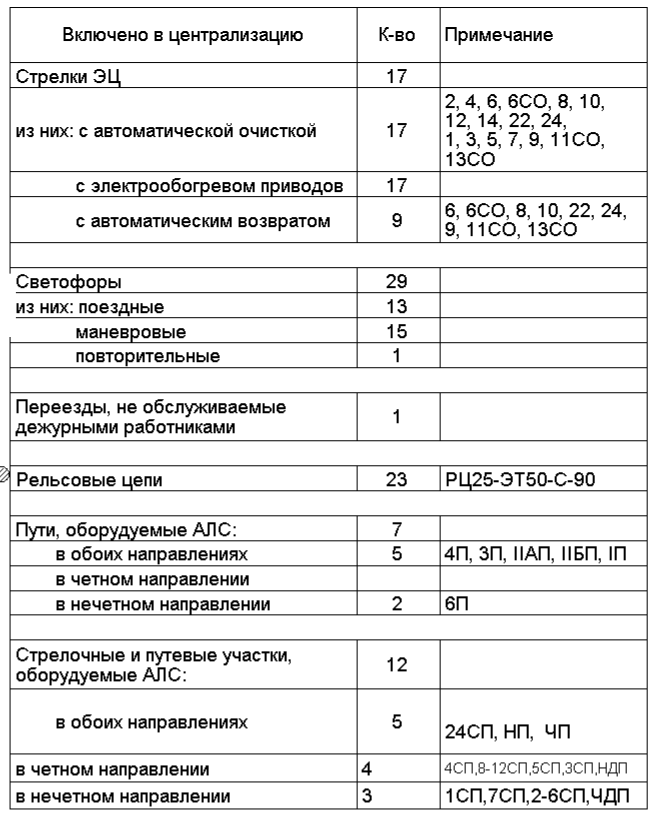 Включено в централизацию К-во Примечание
Стрелки ЭЦ 17
из них: с автоматической очисткой 17 2, 4, 6, 6СО, 8, 10,
12, 14, 22, 24,
1, 3, 5, 7, 9, 11СО,
13СО
с электрообогревом приводов 17
с автоматическим возвратом 9 6, 6СО, 8, 10, 22, 24,
9, 11СО, 13СО
Светофоры 29
из них: поездные 13
маневровые 15
повторительные 1
Переезды, не обслуживаемые
дежурными работниками 1
Рельсовые цепи 23 РЦ25-ЭТ50-С-90
Пути, оборудуемые АЛС: 7
в обоих направлениях 5 4П, 3П, IIАП, IIБП, IП
в четном направлении
в нечетном направлении 2 6П
Стрелочные и путевые участки,
оборудуемые АЛС: 12
в обоих направлениях 5 24СП, НП, ЧП
в четном направлении 4 4СП,8-12СП,5СП,3СП,НДП
в нечетном направлении 3 1СП,7СП,2-6СП,ЧДП